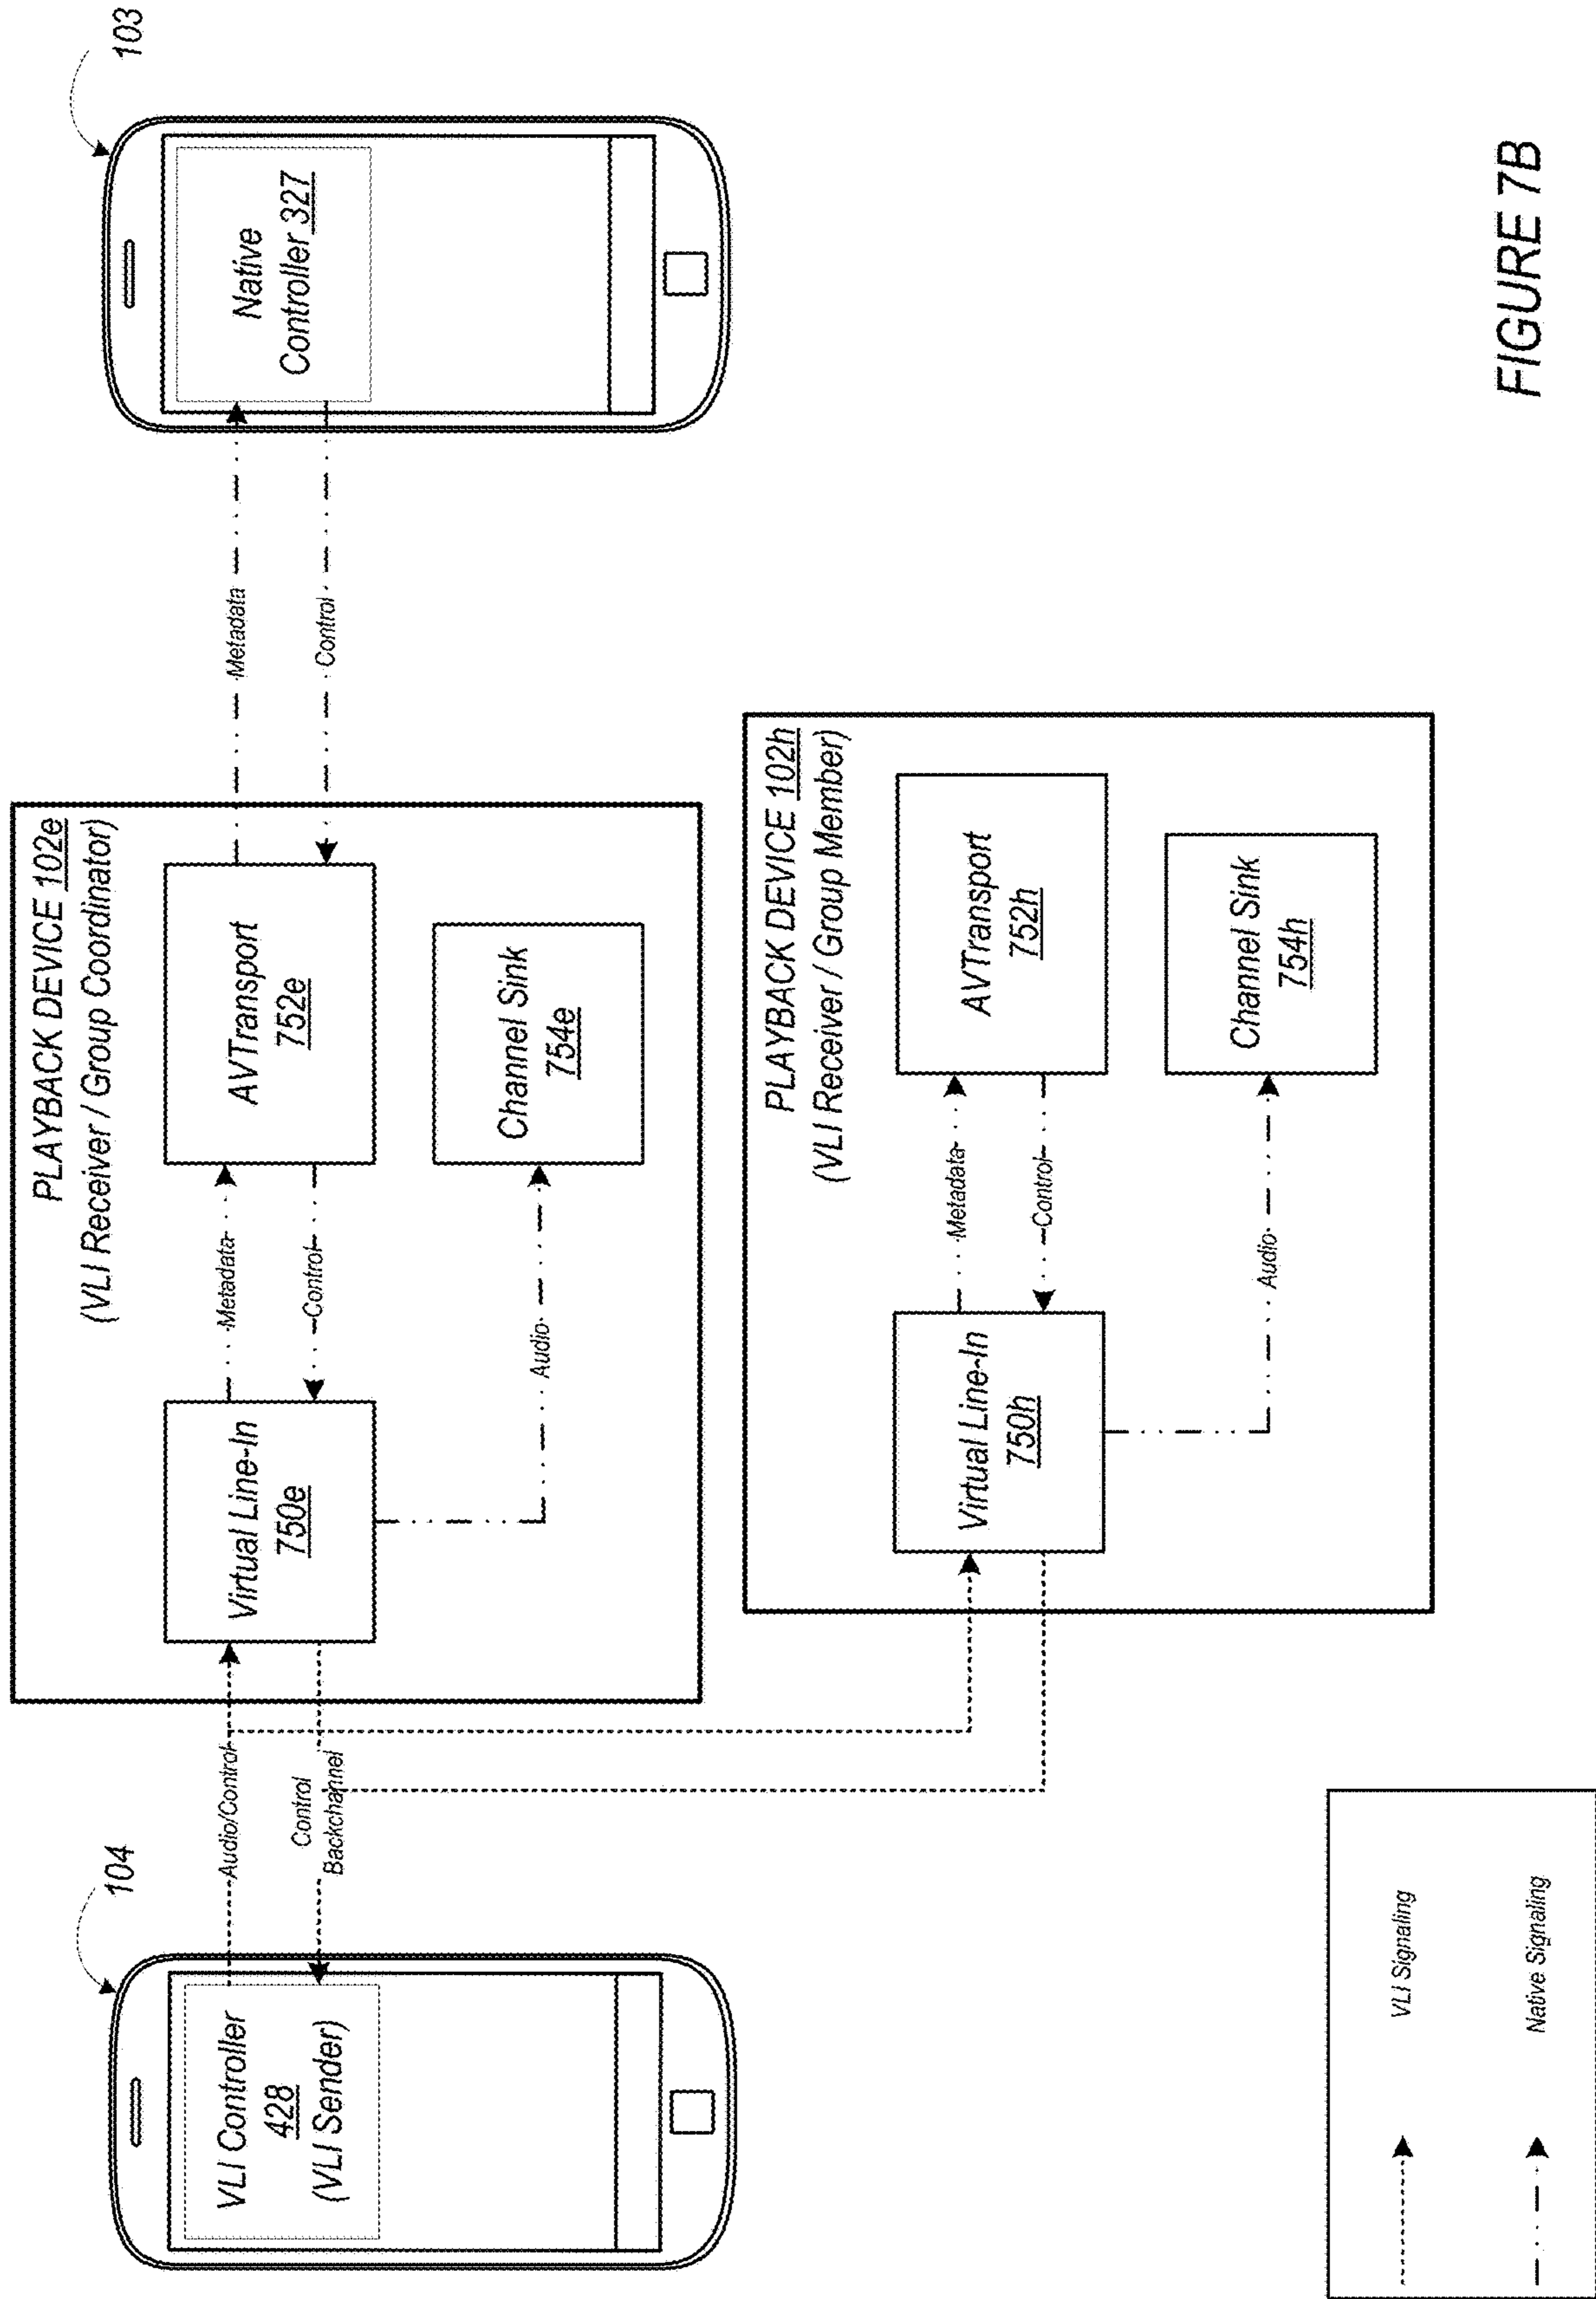 104
VLI Controller
428
(VLI Sender)
Audio/Control
Control
Backchannel
PLAYBACK DEVICE 102e
(VLI Receiver / Group Coordinator)
Virtual Line-In
750e
Metadata
Control
AVTransport
752e
Audio
Channel Sink
754e
Metadata
Control
103
Native
Controller 327
PLAYBACK DEVICE 102h
(VLI Receiver / Group Member)
Virtual Line-In
750h
Metadata
Control
AVTransport
752h
Audio
Channel Sink
754h
VLI Signaling
Native Signaling
FIGURE 7B